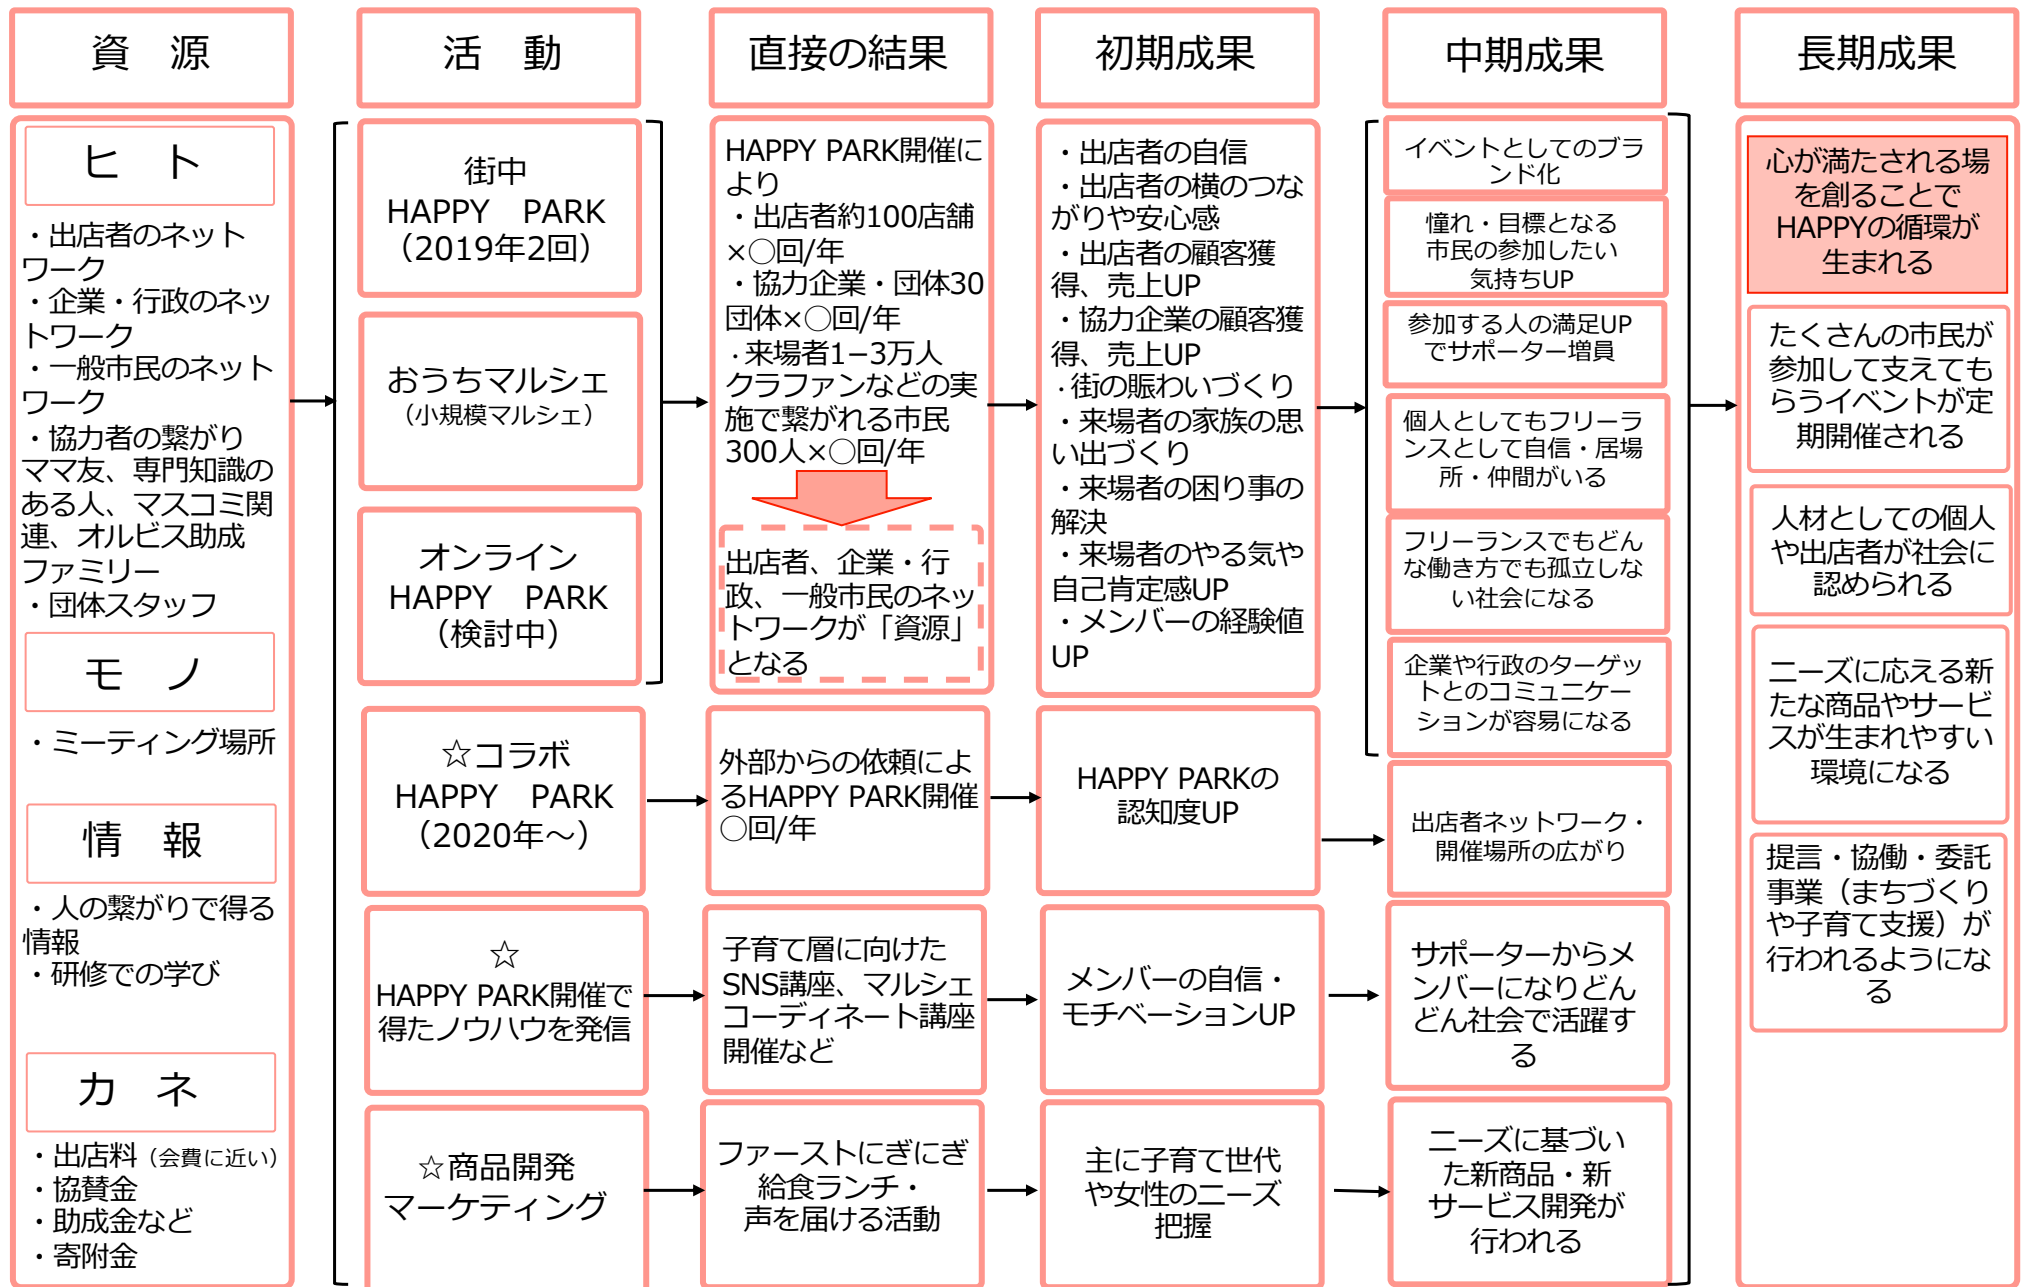 資　源
活　動
直接の結果
初期成果
中期成果
長期成果
ヒ　ト
・出店者のネット
ワーク
・企業・行政のネッ
トワーク
・一般市民のネット
ワーク
・協力者の繋がり
ママ友、専門知識の
ある人、マスコミ関
連、オルビス助成
ファミリー
・団体スタッフ
モ　ノ
・ミーティング場所
情　報
・人の繋がりで得る
情報
・研修での学び
カ　ネ
・出店料（会費に近い）
・協賛金
・助成金など
・寄附金
街中
HAPPY　PARK
（2019年2回）
おうちマルシェ
（小規模マルシェ）
オンライン
HAPPY　PARK
（検討中）
☆コラボ
HAPPY　PARK
（2020年～）
☆
HAPPY PARK開催で
得たノウハウを発信
☆商品開発
マーケティング
HAPPY PARK開催に
より
・出店者約100店舗
×〇回/年
・協力企業・団体30
団体×〇回/年
・来場者1−3万人
クラファンなどの実
施で繋がれる市民
300人×〇回/年
出店者、企業・行
政、一般市民のネッ
トワークが「資源」
となる
外部からの依頼によ
るHAPPY PARK開催
〇回/年
子育て層に向けた
SNS講座、マルシェ
コーディネート講座
開催など
ファーストにぎにぎ
給食ランチ・
声を届ける活動
・出店者の自信
・出店者の横のつな
がりや安心感
・出店者の顧客獲
得、売上UP
・協力企業の顧客獲
得、売上UP
・街の賑わいづくり
・来場者の家族の思
い出づくり
・来場者の困り事の
解決
・来場者のやる気や
自己肯定感UP
・メンバーの経験値
UP
HAPPY PARKの
認知度UP
メンバーの自信・
モチベーションUP
主に子育て世代
や女性のニーズ
把握
イベントとしてのブラ
ンド化
憧れ・目標となる
市民の参加したい
気持ちUP
参加する人の満足UP
でサポーター増員
個人としてもフリーラ
ンスとして自信・居場
所・仲間がいる
フリーランスでもどん
な働き方でも孤立しな
い社会になる
企業や行政のターゲッ
トとのコミュニケー
ションが容易になる
出店者ネットワーク・
開催場所の広がり
サポーターからメ
ンバーになりどん
どん社会で活躍す
る
ニーズに基づい
た新商品・新
サービス開発が
行われる
心が満たされる場
を創ることで
HAPPYの循環が
生まれる
たくさんの市民が
参加して支えても
らうイベントが定
期開催される
人材としての個人
や出店者が社会に
認められる
ニーズに応える新
たな商品やサービ
スが生まれやすい
環境になる
提言・協働・委託
事業（まちづくり
や子育て支援）が
行われるようにな
る